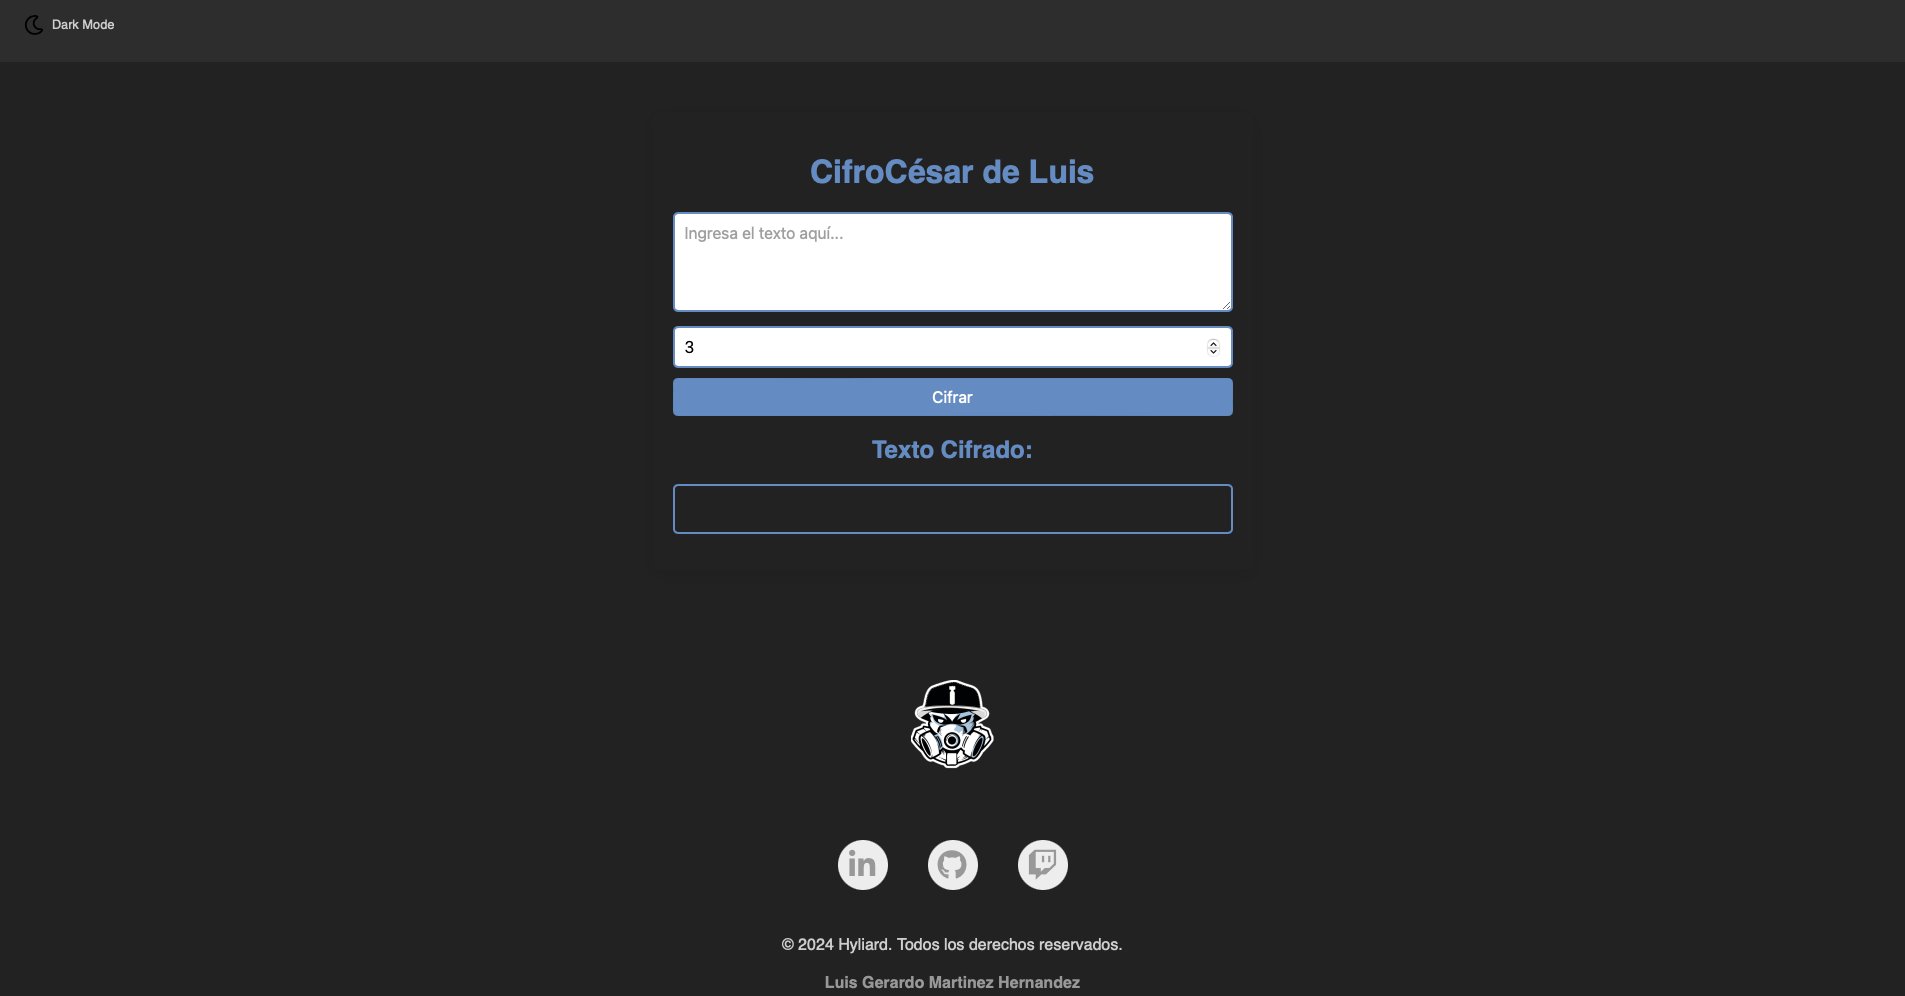 Dark Mode
CifroCésar de Luis
Ingresa el texto aquí...
3
Cifrar
Texto Cifrado:
in
© 2024 Hyliard. Todos los derechos reservados.
Luis Gerardo Martinez Hernandez